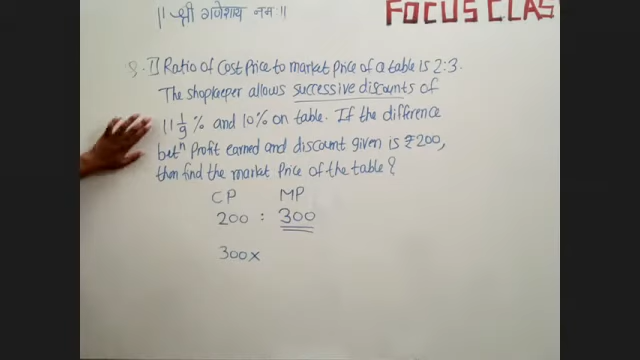 || श्री गणेशाय नमः ||
FOCUS CLAS
Q.1] Ratio of Cost Price to market Price of a table is 2:3.
The shopkeeper allows successive discounts of
11 1/9 % and 10% on table. If the difference
betⁿ Profit earned and discount given is ₹200,
then find the market Price of the table?
CP MP
200 : 300
300x